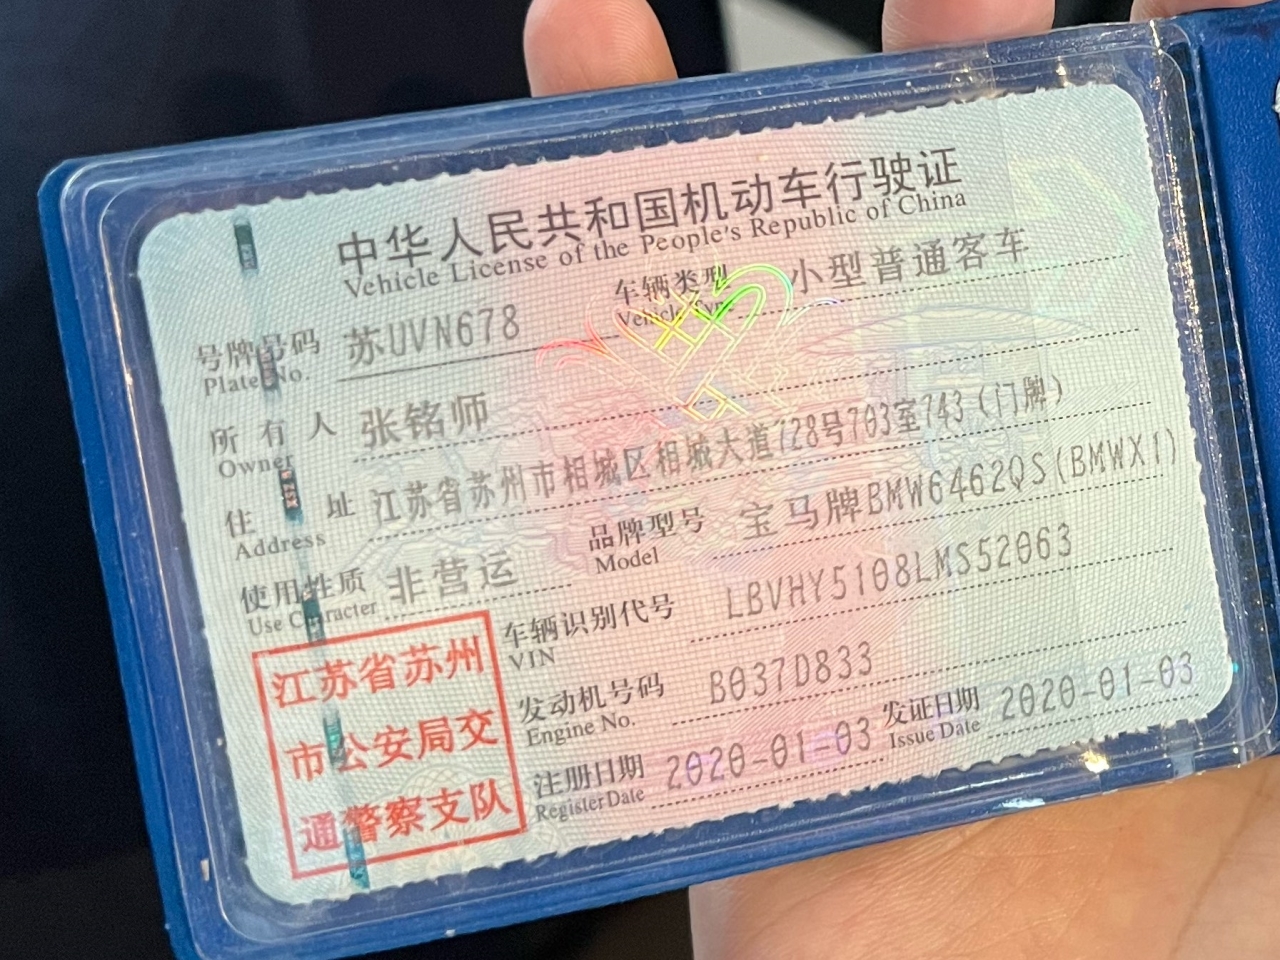 中华人民共和国机动车行驶证
Vehicle License of the People's Republic of China
号牌号码 苏UVN678 车辆类型 小型普通客车
Plate No. Vehicle Type
所有人 张铭师
Owner
住址 江苏省苏州市相城区相城大道728号703室743(门牌)
Address
使用性质 非营运 品牌型号 宝马牌BMW6462QS(BMWX1)
Use Character Model
车辆识别代号 LBVHY5108LMS52063
VIN
发动机号码 B037D833
Engine No.
注册日期 2020-01-03 发证日期 2020-01-03
Register Date Issue Date
江苏省苏州
市公安局交
通警察支队